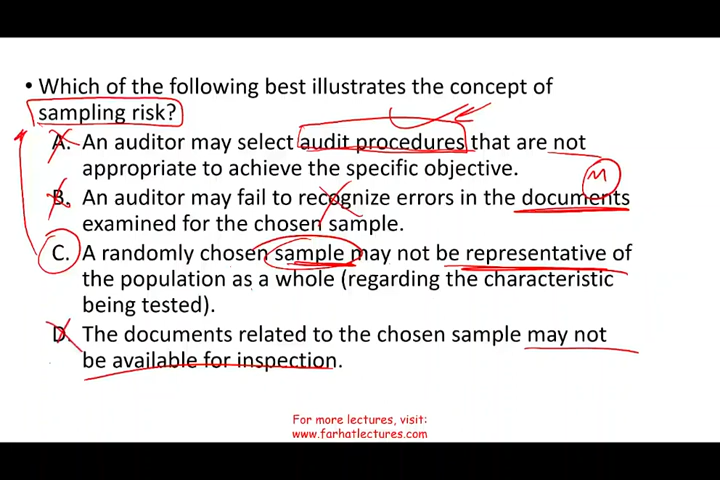 • Which of the following best illustrates the concept of
sampling risk?
A. An auditor may select audit procedures that are not
appropriate to achieve the specific objective.
M
B. An auditor may fail to recognize errors in the documents
examined for the chosen sample.
C. A randomly chosen sample may not be representative of
the population as a whole (regarding the characteristic
being tested).
D. The documents related to the chosen sample may not
be available for inspection.
For more lectures, visit:
www.farhatlectures.com